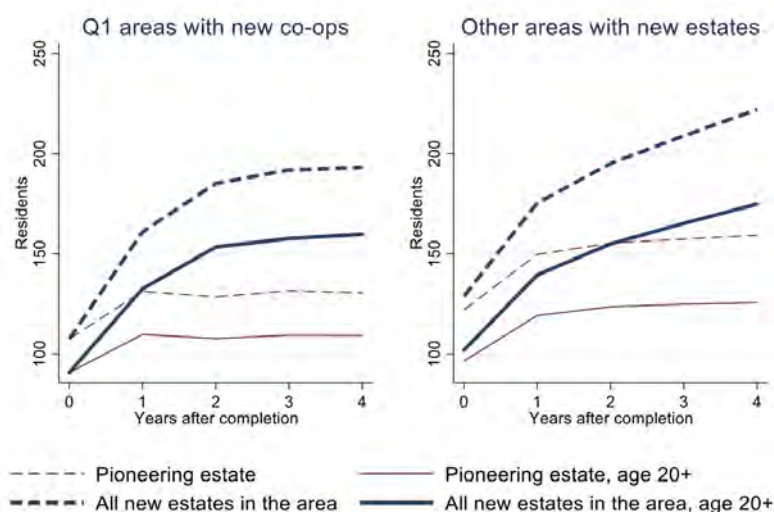 Q1 areas with new co-ops
Other areas with new estates
250
200
150
100
Residents
0 1 2 3 4
Years after completion
250
200
150
100
Residents
0 1 2 3 4
Years after completion
Pioneering estate
Pioneering estate, age 20+
All new estates in the area
All new estates in the area, age 20+